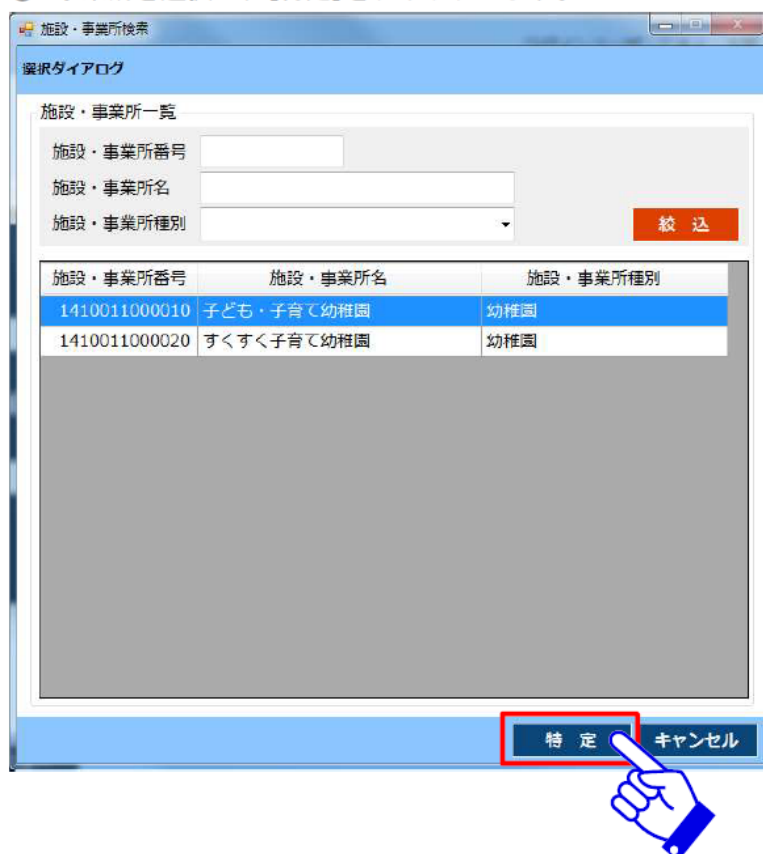 施設・事業所検索
選択ダイアログ
施設・事業所一覧
施設・事業所番号
施設・事業所名
施設・事業所種別
絞 込
施設・事業所番号 施設・事業所名 施設・事業所種別
1410011000010 子ども・子育て幼稚園 幼稚園
1410011000020 すくすく子育て幼稚園 幼稚園
特 定 キャンセル